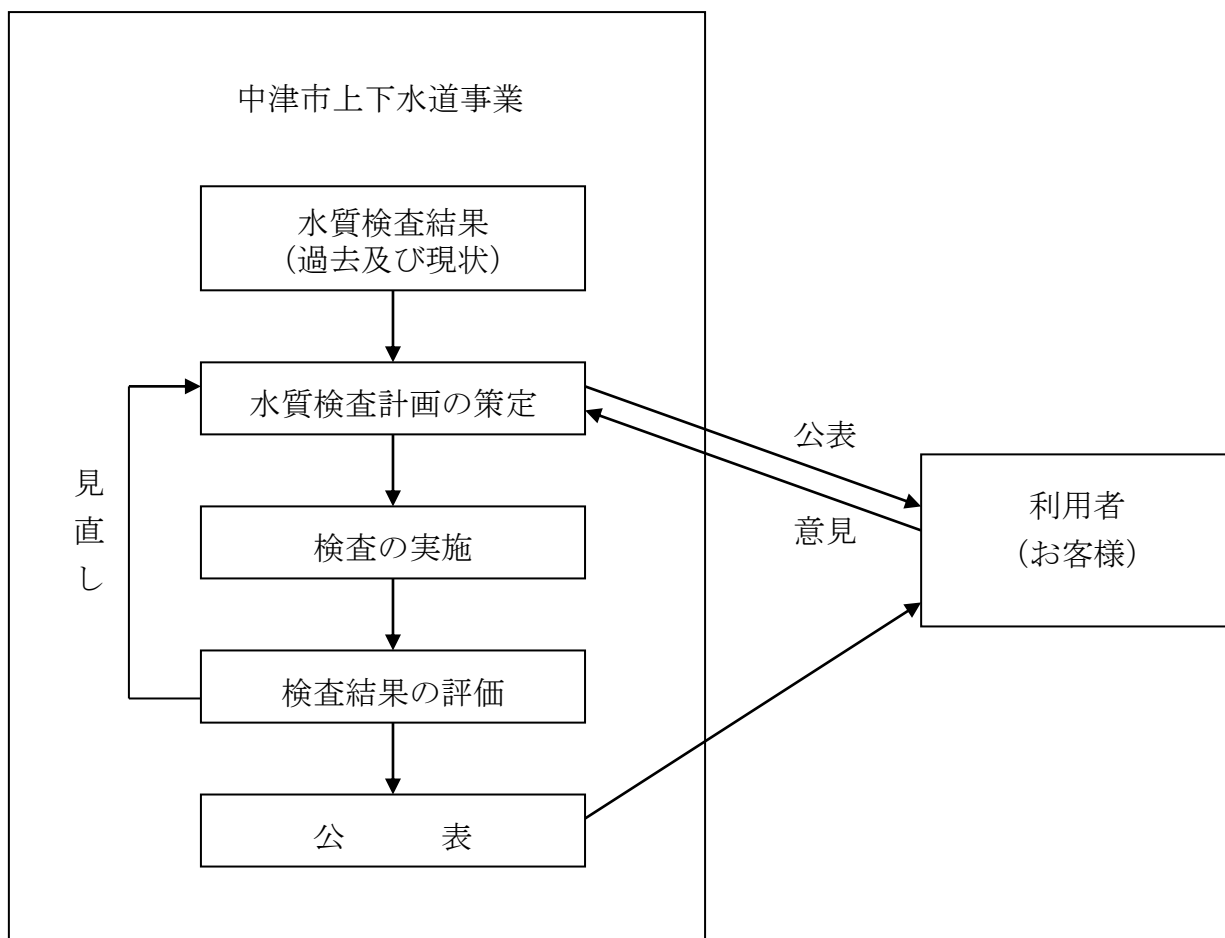 中津市上下水道事業
水質検査結果
（過去及び現状）
水質検査計画の策定
公表
意見
利用者
（お客様）
見直し
検査の実施
検査結果の評価
公　　　表